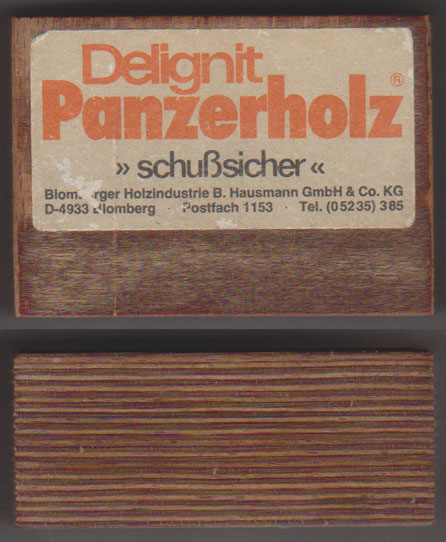 Delignit
Panzerholz®
» schußsicher «
Blomberger Holzindustrie B. Hausmann GmbH & Co. KG
D-4933 Blomberg · Postfach 1153 · Tel. (05235) 385